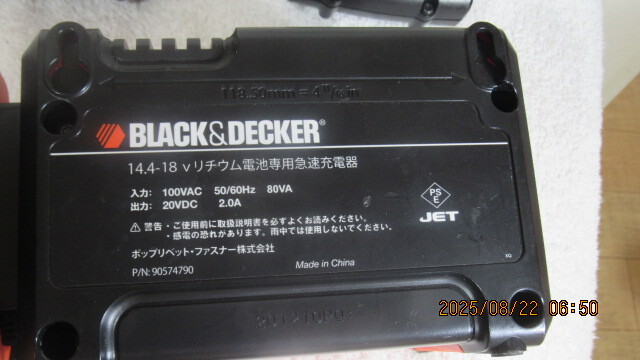 118.50mm = 4"/min
BLACK&DECKER®
14.4-18 vリチウム電池専用急速充電器
入力: 100VAC 50/60Hz 80VA
出力: 20VDC 2.0A
PS
E
JET
⚠警告・ご使用前に取扱説明書を必ずよくお読みください。
・感電の恐れがあります。雨中では使用しないでください。
ポップリベット・ファスナー株式会社
P/N: 90574790
Made in China
XQ
2025/08/22 06:50